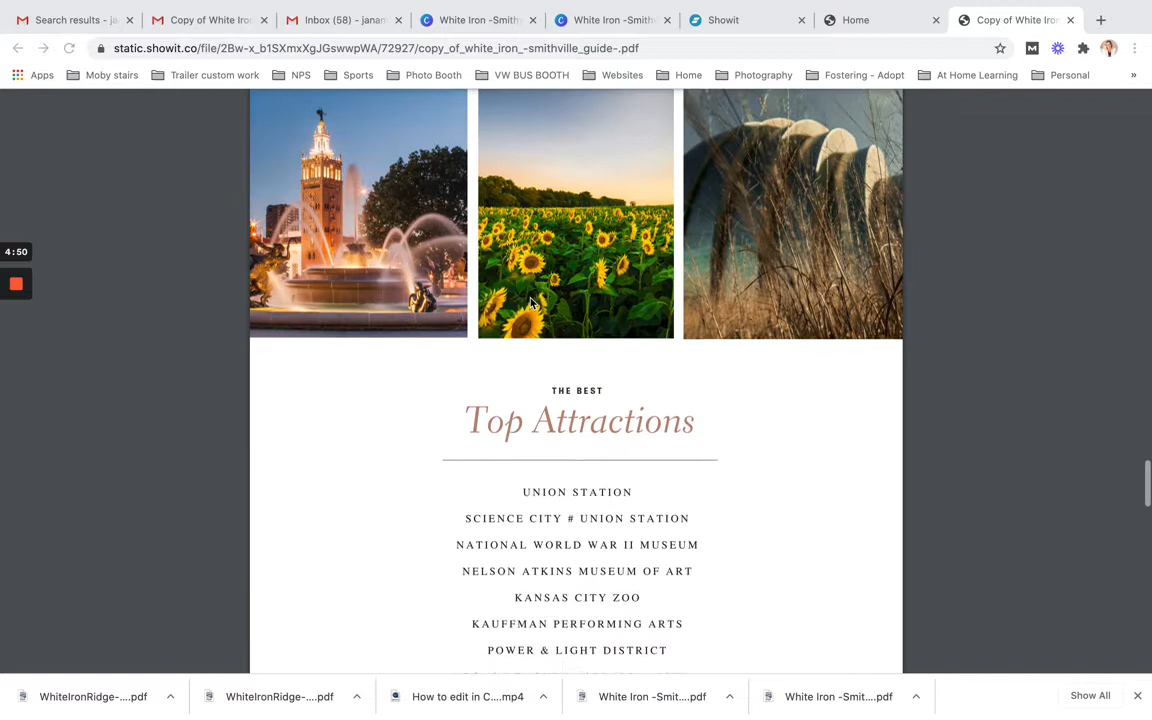 Search results - ja
Copy of White Iron
Inbox (58) - janan
White Iron -Smith
White Iron -Smith
Showit
Home
Copy of White Iron
static.showit.co/file/2Bw-x_b1SXmxXgJGswwpWA/72927/copy_of_white_iron_-smithville_guide-.pdf
Apps
Moby stairs
Trailer custom work
NPS
Sports
Photo Booth
VW BUS BOOTH
Websites
Home
Photography
Fostering - Adopt
At Home Learning
Personal
»
4:50
THE BEST
Top Attractions
UNION STATION
SCIENCE CITY # UNION STATION
NATIONAL WORLD WAR II MUSEUM
NELSON ATKINS MUSEUM OF ART
KANSAS CITY ZOO
KAUFFMAN PERFORMING ARTS
POWER & LIGHT DISTRICT
WhiteIronRidge-....pdf
WhiteIronRidge-....pdf
How to edit in C....mp4
White Iron -Smit....pdf
White Iron -Smit....pdf
Show All